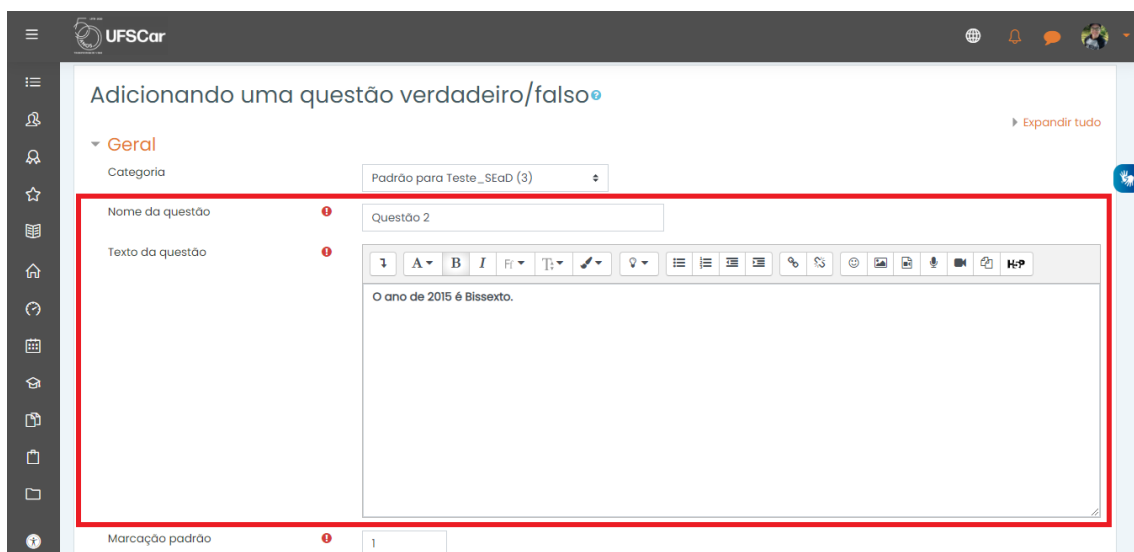 UFSCar
Adicionando uma questão verdadeiro/falso
Expandir tudo
Geral
Categoria
Padrão para Teste_SEaD (3)
Nome da questão
Questão 2
Texto da questão
A B I Ff T H-P
O ano de 2015 é Bissexto.
Marcação padrão
1